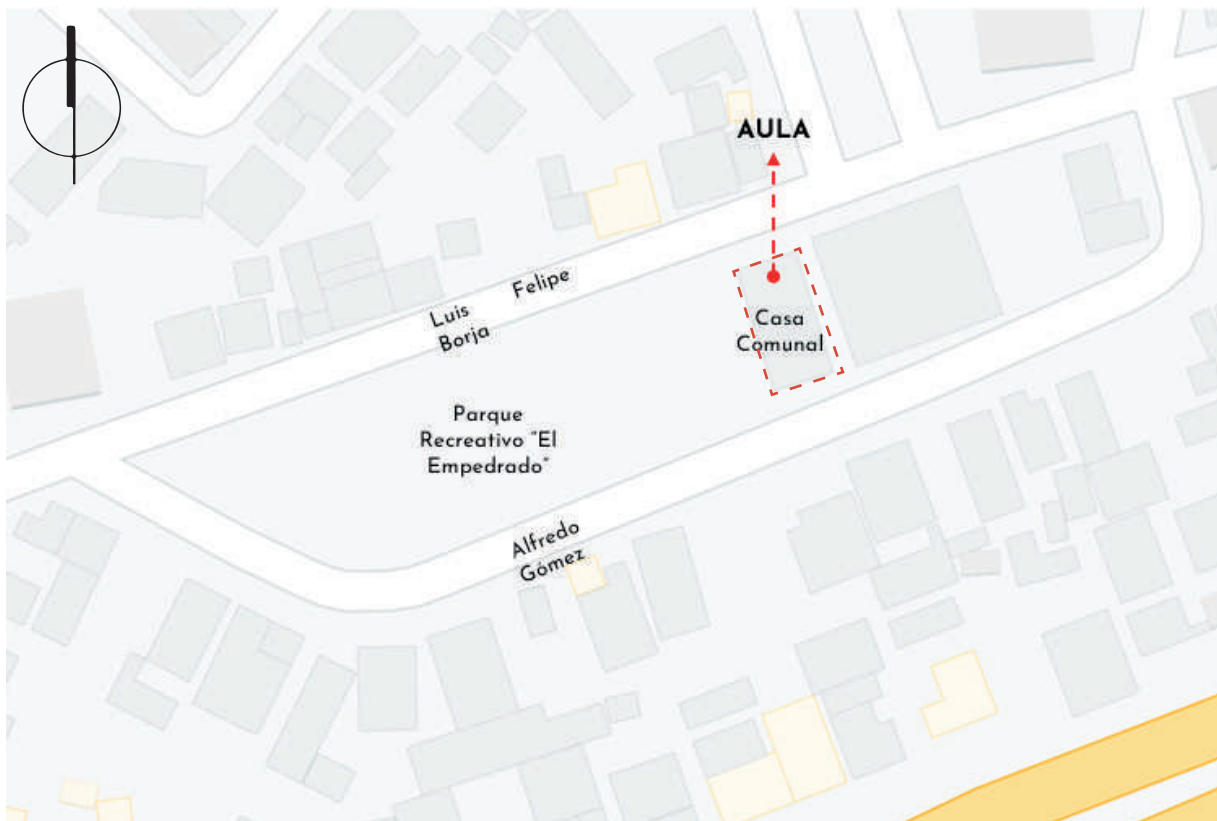 AULA
Luis Felipe
Borja
Casa
Comunal
Parque
Recreativo "El
Empedrado"
Alfredo
Gómez